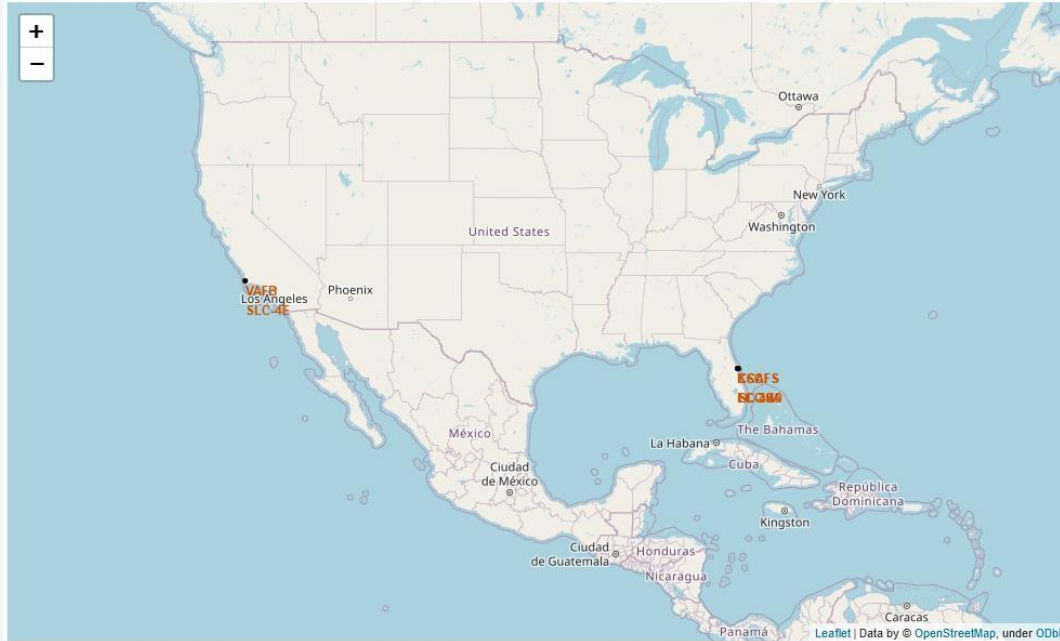 +
−
Ottawa
New York
Washington
United States
Phoenix
VAFB
Los Angeles
SLC-4E
The Bahamas
México
La Habana
Cuba
Ciudad
de México
República
Dominicana
Kingston
Ciudad
de Guatemala
Honduras
Nicaragua
Caracas
Panamá
Leaflet | Data by © OpenStreetMap, under ODb